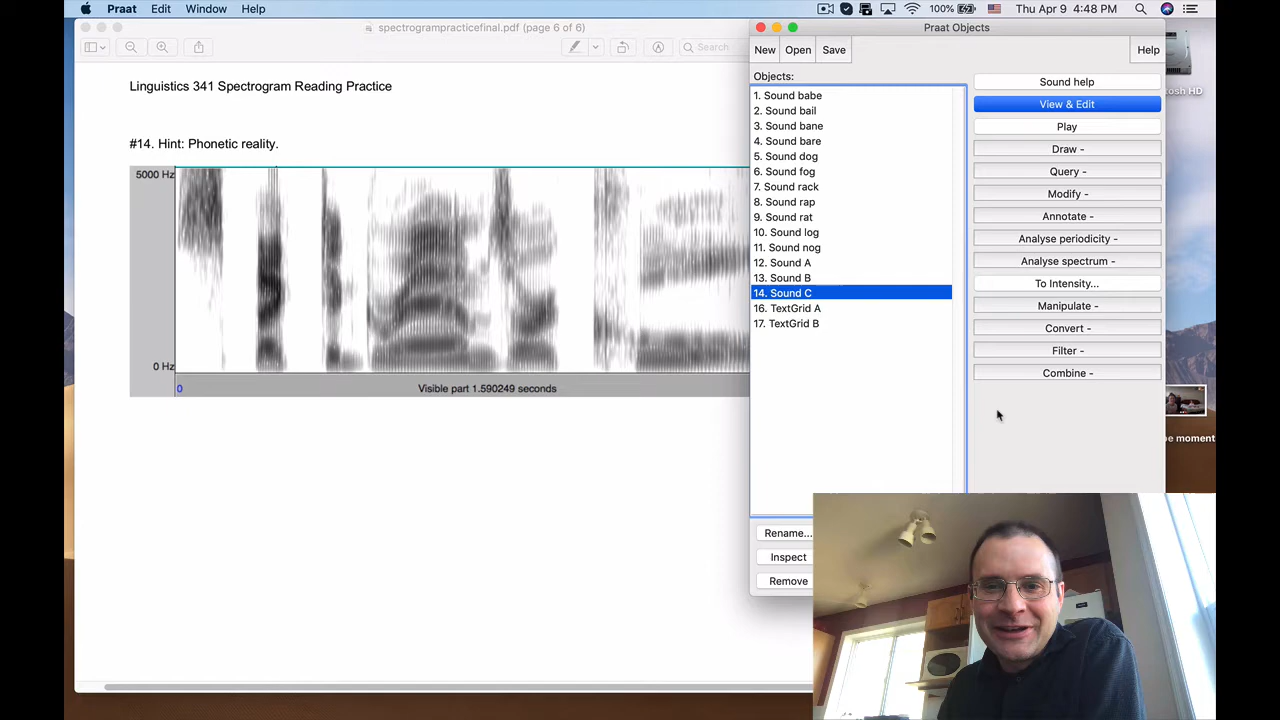 Praat Edit Window Help 100% Thu Apr 9 4:48 PM
spectrogrampracticefinal.pdf (page 6 of 6)
Search
Linguistics 341 Spectrogram Reading Practice
#14. Hint: Phonetic reality.
5000 Hz
0 Hz
0 Visible part 1.590249 seconds
Praat Objects
New Open Save Help
Objects:
1. Sound babe
2. Sound bail
3. Sound bane
4. Sound bare
5. Sound dog
6. Sound fog
7. Sound rack
8. Sound rap
9. Sound rat
10. Sound log
11. Sound nog
12. Sound A
13. Sound B
14. Sound C
16. TextGrid A
17. TextGrid B
Rename...
Inspect
Remove
Sound help
View & Edit
Play
Draw -
Query -
Modify -
Annotate -
Analyse periodicity -
Analyse spectrum -
To Intensity...
Manipulate -
Convert -
Filter -
Combine -
tosh HD
be moment